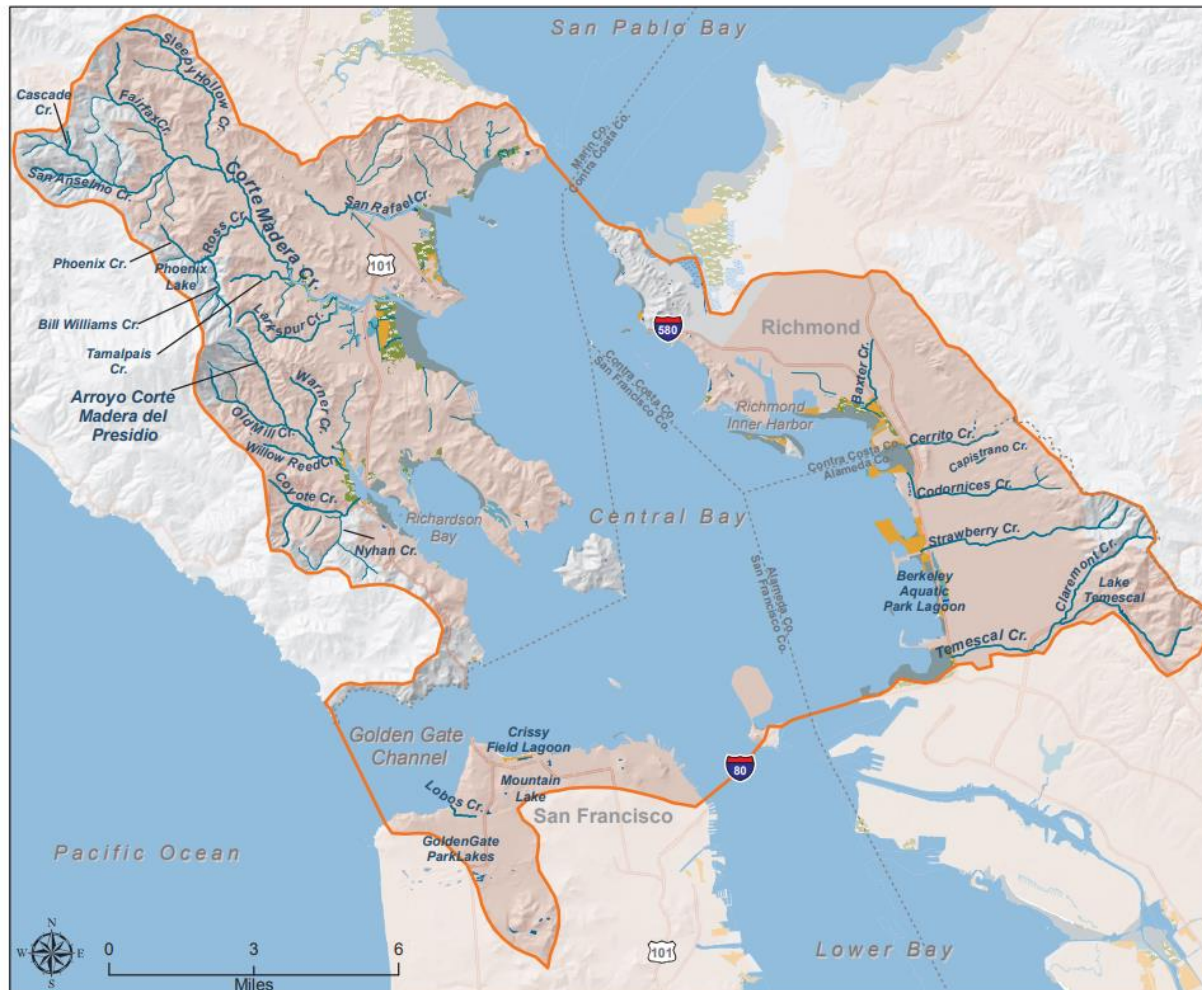 San Pablo Bay
Sleepy Hollow Cr.
Cascade
Cr.
Fairfax Cr.
San Anselmo Cr.
Corte Madera Cr.
San Rafael Cr.
Marin Co.
Contra Costa Co.
Ross Cr.
Phoenix Cr.
Phoenix
Lake
101
Bill Williams Cr.
Larkspur Cr.
Tamalpais
Cr.
Arroyo Corte
Madera del
Presidio
Warner Cr.
Old Mill Cr.
Willow Reed Cr.
Coyote Cr.
Nyhan Cr.
Richardson
Bay
580
Richmond
Contra Costa Co.
San Francisco Co.
Baxter Cr.
Richmond
Inner Harbor
Cerrito Cr.
Capistrano Cr.
Contra Costa Co.
Alameda Co.
Codornices Cr.
Central Bay
Strawberry Cr.
Claremont Cr.
Berkeley
Aquatic
Park Lagoon
Lake
Temescal
Alameda Co.
San Francisco Co.
Temescal Cr.
Golden Gate
Channel
Crissy
Field Lagoon
80
Mountain
Lake
Lobos Cr.
San Francisco
GoldenGate
ParkLakes
Pacific Ocean
Lower Bay
101
N
W E
S
0 3 6
Miles